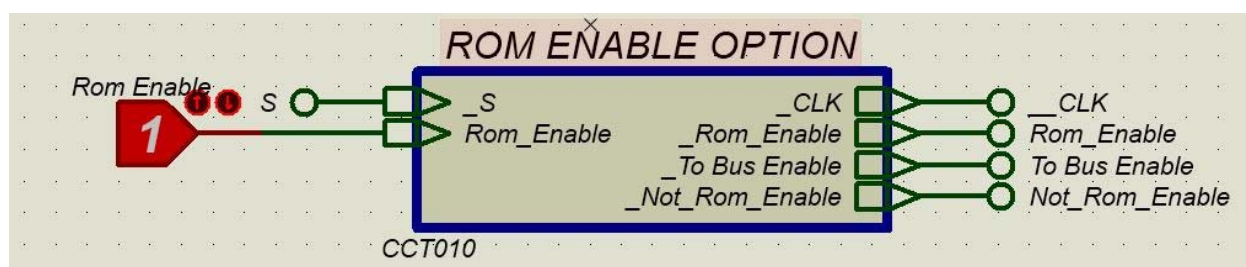 ROM ENABLE OPTION
Rom Enable
1
T L
S
_S
_CLK
__CLK
Rom_Enable
_Rom_Enable
Rom_Enable
_To Bus Enable
To Bus Enable
_Not_Rom_Enable
Not_Rom_Enable
CCT010